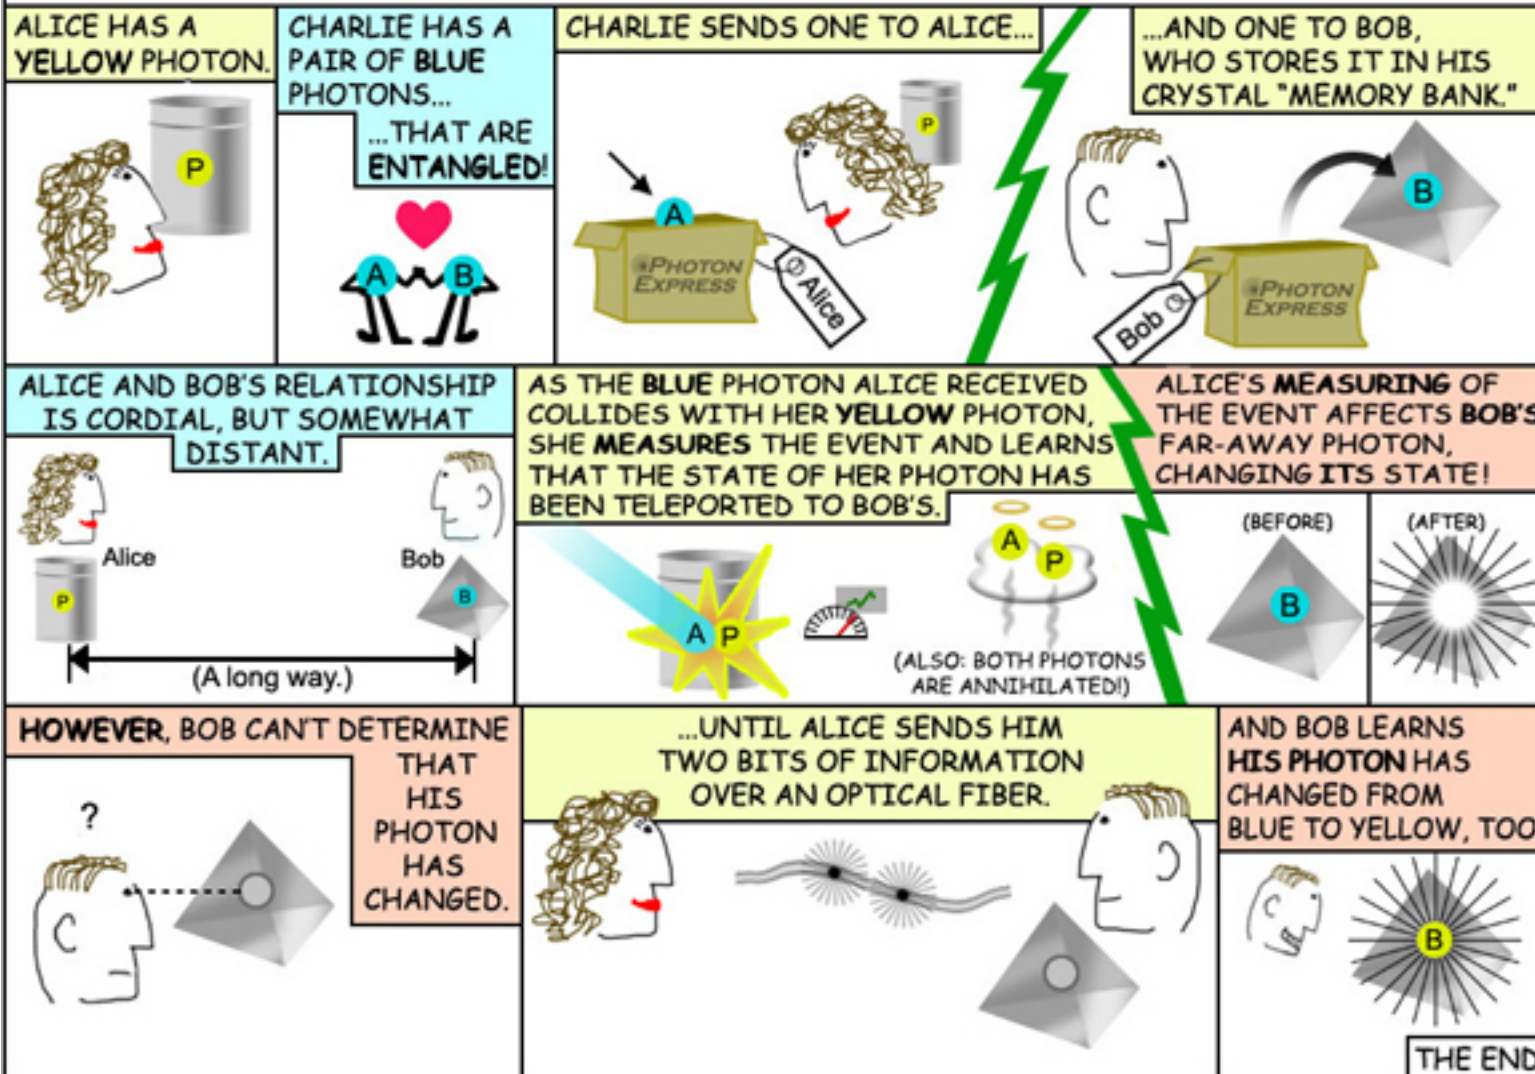 ALICE HAS A
YELLOW PHOTON.
P
CHARLIE HAS A
PAIR OF BLUE
PHOTONS...
...THAT ARE
ENTANGLED!
A B
CHARLIE SENDS ONE TO ALICE...
P
A
PHOTON
EXPRESS
Alice
...AND ONE TO BOB,
WHO STORES IT IN HIS
CRYSTAL "MEMORY BANK."
B
PHOTON
EXPRESS
Bob
ALICE AND BOB'S RELATIONSHIP
IS CORDIAL, BUT SOMEWHAT
DISTANT.
Alice
Bob
P
B
(A long way.)
AS THE BLUE PHOTON ALICE RECEIVED
COLLIDES WITH HER YELLOW PHOTON,
SHE MEASURES THE EVENT AND LEARNS
THAT THE STATE OF HER PHOTON HAS
BEEN TELEPORTED TO BOB'S.
A P
A P
(ALSO: BOTH PHOTONS
ARE ANNIHILATED!)
ALICE'S MEASURING OF
THE EVENT AFFECTS BOB'S
FAR-AWAY PHOTON,
CHANGING ITS STATE!
(BEFORE)
B
(AFTER)
HOWEVER, BOB CAN'T DETERMINE
THAT
HIS
PHOTON
HAS
CHANGED.
?
...UNTIL ALICE SENDS HIM
TWO BITS OF INFORMATION
OVER AN OPTICAL FIBER.
AND BOB LEARNS
HIS PHOTON HAS
CHANGED FROM
BLUE TO YELLOW, TOO
B
THE END